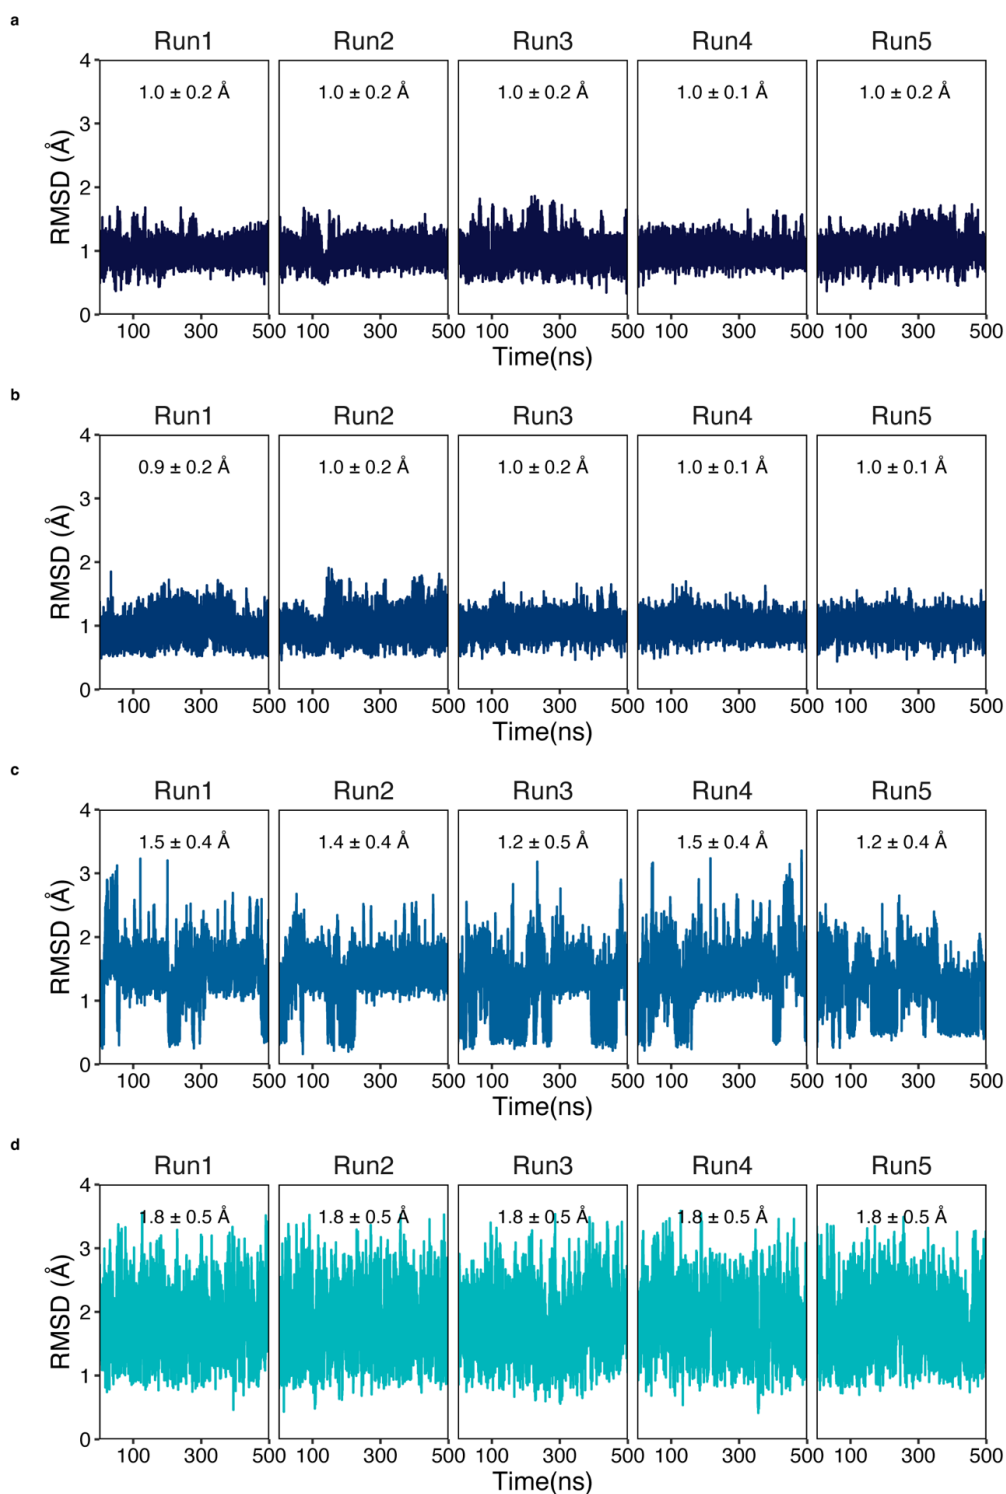 a
Run1 Run2 Run3 Run4 Run5
4
1.0 ± 0.2 Å 1.0 ± 0.2 Å 1.0 ± 0.2 Å 1.0 ± 0.1 Å 1.0 ± 0.2 Å
3
2
1
0
RMSD (Å)
100 300 500 100 300 500 100 300 500 100 300 500 100 300 500
Time(ns)
b
Run1 Run2 Run3 Run4 Run5
4
0.9 ± 0.2 Å 1.0 ± 0.2 Å 1.0 ± 0.2 Å 1.0 ± 0.1 Å 1.0 ± 0.1 Å
3
2
1
0
RMSD (Å)
100 300 500 100 300 500 100 300 500 100 300 500 100 300 500
Time(ns)
c
Run1 Run2 Run3 Run4 Run5
4
1.5 ± 0.4 Å 1.4 ± 0.4 Å 1.2 ± 0.5 Å 1.5 ± 0.4 Å 1.2 ± 0.4 Å
3
2
1
0
RMSD (Å)
100 300 500 100 300 500 100 300 500 100 300 500 100 300 500
Time(ns)
d
Run1 Run2 Run3 Run4 Run5
4
1.8 ± 0.5 Å 1.8 ± 0.5 Å 1.8 ± 0.5 Å 1.8 ± 0.5 Å 1.8 ± 0.5 Å
3
2
1
0
RMSD (Å)
100 300 500 100 300 500 100 300 500 100 300 500 100 300 500
Time(ns)